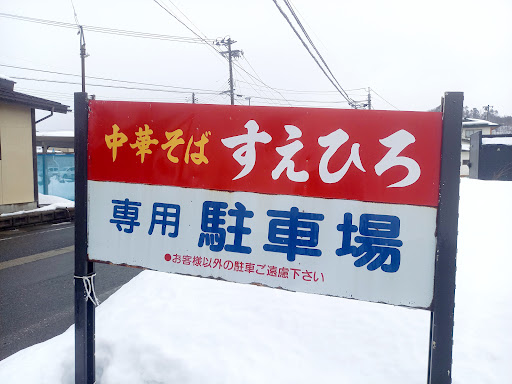 中華そば すえひろ
専用 駐車場
●お客様以外の駐車ご遠慮下さい